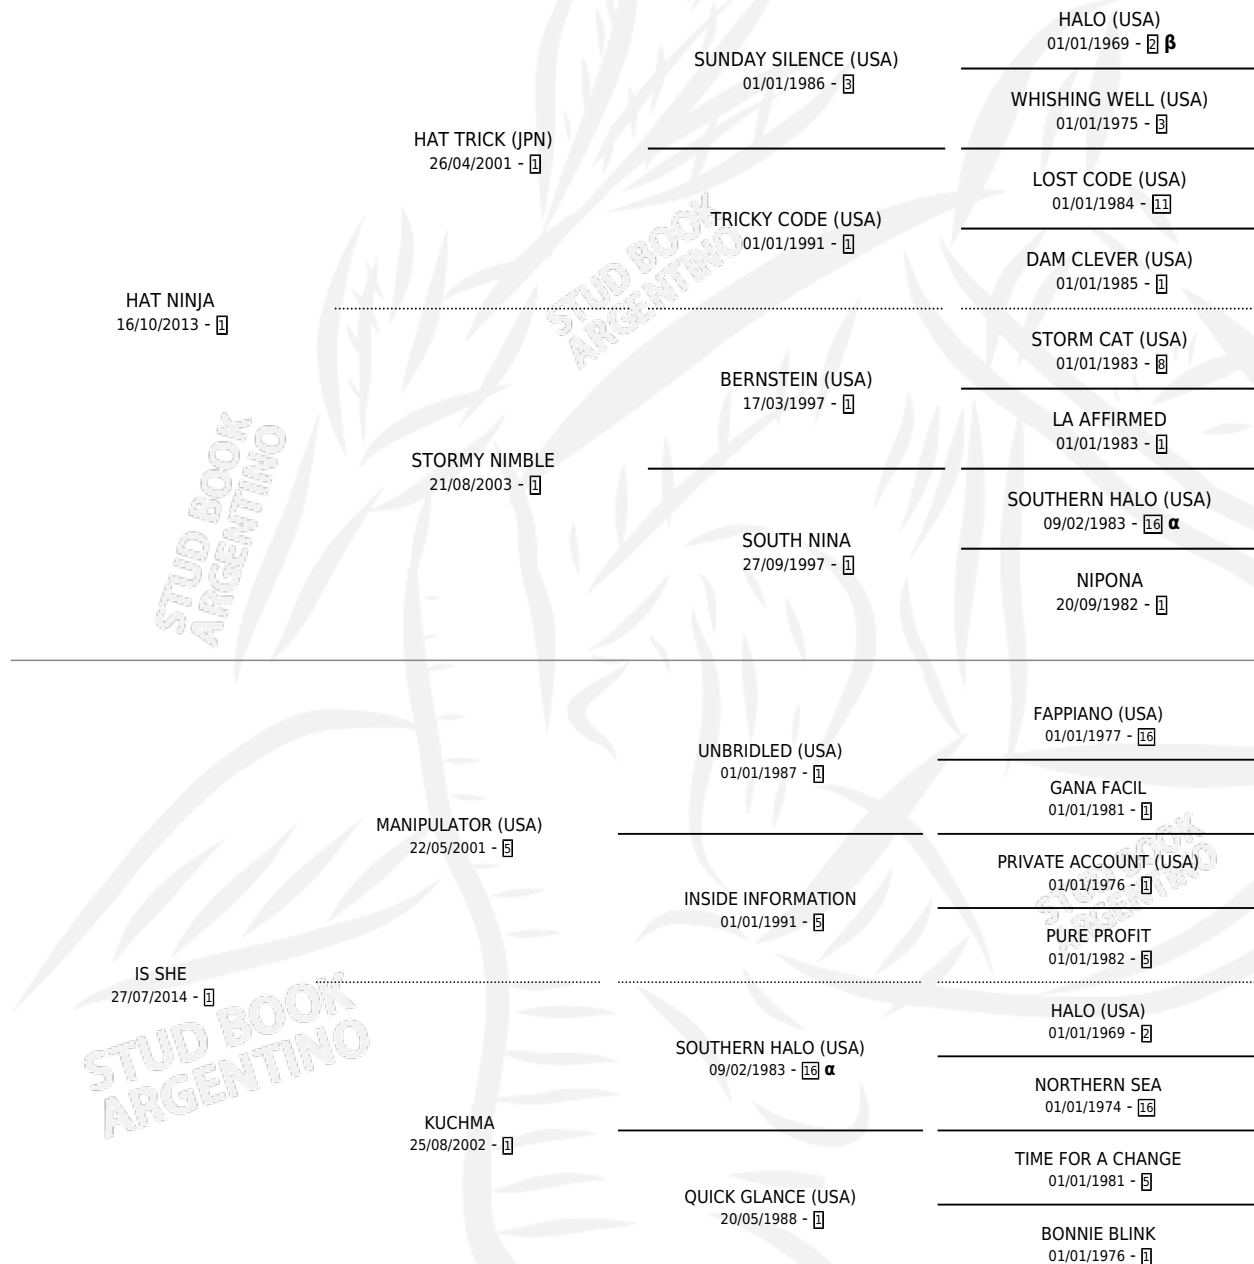 HALO (USA)
01/01/1969 - 2 β
SUNDAY SILENCE (USA)
01/01/1986 - 3
WHISHING WELL (USA)
01/01/1975 - 3
HAT TRICK (JPN)
26/04/2001 - 1
LOST CODE (USA)
01/01/1984 - 11
TRICKY CODE (USA)
01/01/1991 - 1
DAM CLEVER (USA)
01/01/1985 - 1
HAT NINJA
16/10/2013 - 1
STORM CAT (USA)
01/01/1983 - 8
BERNSTEIN (USA)
17/03/1997 - 1
LA AFFIRMED
01/01/1983 - 1
STORMY NIMBLE
21/08/2003 - 1
SOUTHERN HALO (USA)
09/02/1983 - 16 α
SOUTH NINA
27/09/1997 - 1
NIPONA
20/09/1982 - 1
FAPPIANO (USA)
01/01/1977 - 16
UNBRIDLED (USA)
01/01/1987 - 1
GANA FACIL
01/01/1981 - 1
MANIPULATOR (USA)
22/05/2001 - 5
PRIVATE ACCOUNT (USA)
01/01/1976 - 1
INSIDE INFORMATION
01/01/1991 - 5
PURE PROFIT
01/01/1982 - 5
IS SHE
27/07/2014 - 1
HALO (USA)
01/01/1969 - 2
SOUTHERN HALO (USA)
09/02/1983 - 16 α
NORTHERN SEA
01/01/1974 - 16
KUCHMA
25/08/2002 - 1
TIME FOR A CHANGE
01/01/1981 - 5
QUICK GLANCE (USA)
20/05/1988 - 1
BONNIE BLINK
01/01/1976 - 1
STUD BOOK
ARGENTINO
STUD BOOK
ARGENTINO
STUD BOOK
ARGENTINO
STUD BOOK
ARGENTINO